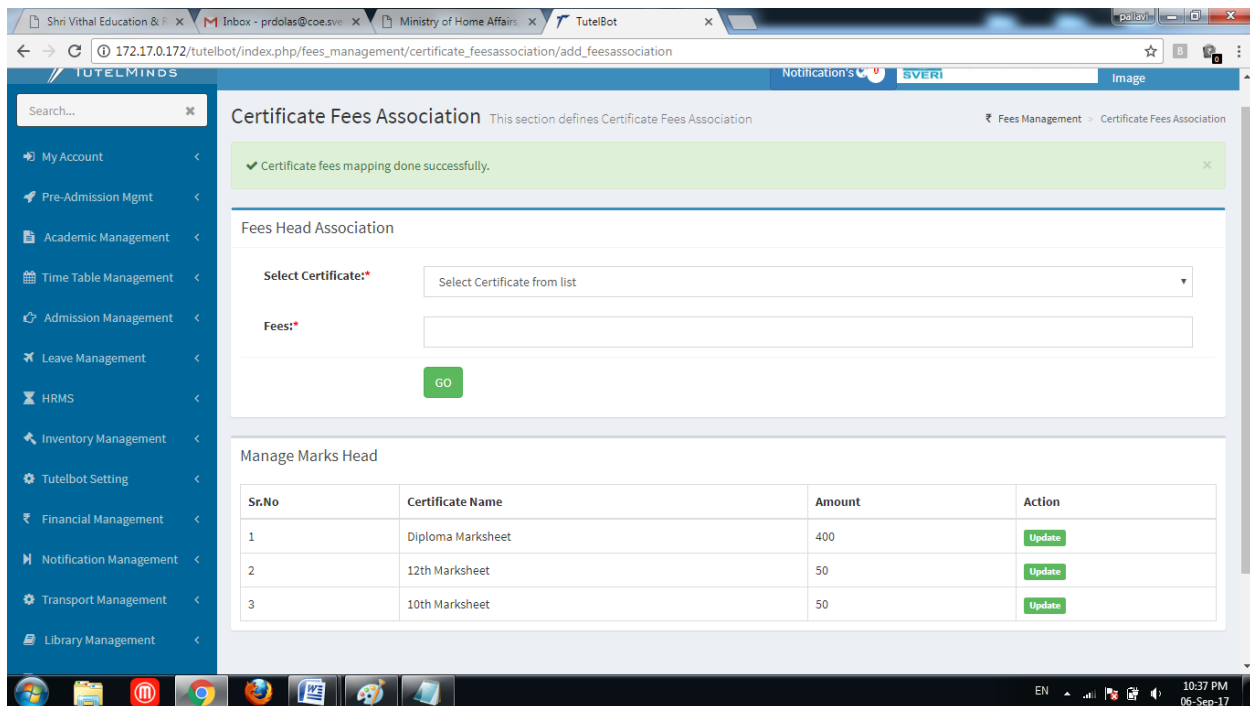 Shri Vithal Education & R
Inbox - prdolas@coe.sve
Ministry of Home Affairs
TutelBot
pallavi
172.17.0.172/tutelbot/index.php/fees_management/certificate_feesassociation/add_feesassociation
TUTELMINDS
Notification's 0
SVERI
Image
Search...
Certificate Fees Association This section defines Certificate Fees Association
₹ Fees Management > Certificate Fees Association
My Account
Certificate fees mapping done successfully.
Pre-Admission Mgmt
Academic Management
Time Table Management
Admission Management
Leave Management
HRMS
Inventory Management
Tutelbot Setting
₹ Financial Management
Notification Management
Transport Management
Library Management
Fees Head Association
Select Certificate:*
Select Certificate from list
Fees:*
GO
Manage Marks Head
Sr.No Certificate Name Amount Action
1 Diploma Marksheet 400 Update
2 12th Marksheet 50 Update
3 10th Marksheet 50 Update
EN
10:37 PM
06-Sep-17